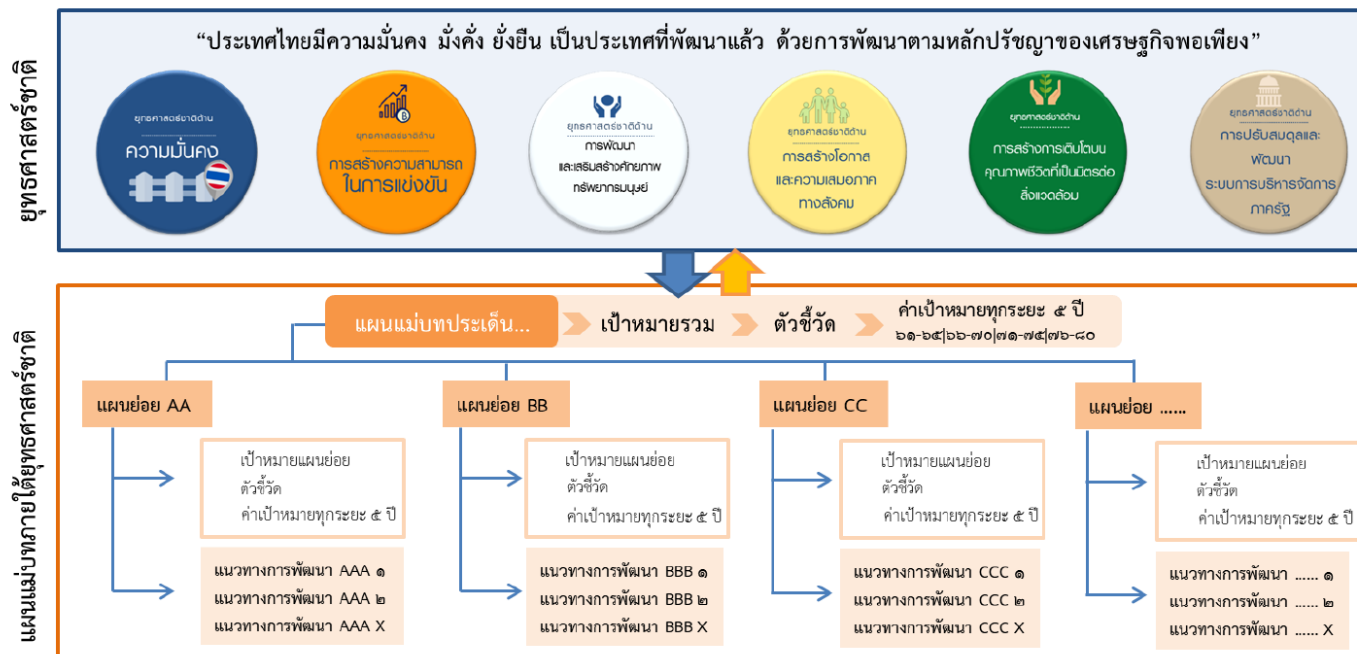 ยุทธศาสตร์ชาติ
“ประเทศไทยมีความมั่นคง มั่งคั่ง ยั่งยืน เป็นประเทศที่พัฒนาแล้ว ด้วยการพัฒนาตามหลักปรัชญาของเศรษฐกิจพอเพียง”
ยุทธศาสตร์ชาติด้าน
ความมั่นคง
ยุทธศาสตร์ชาติด้าน
การสร้างความสามารถ
ในการแข่งขัน
ยุทธศาสตร์ชาติด้าน
การพัฒนา
และเสริมสร้างศักยภาพ
ทรัพยากรมนุษย์
ยุทธศาสตร์ชาติด้าน
การสร้างโอกาส
และความเสมอภาค
ทางสังคม
ยุทธศาสตร์ชาติด้าน
การสร้างการเติบโตบน
คุณภาพชีวิตที่เป็นมิตรต่อ
สิ่งแวดล้อม
ยุทธศาสตร์ชาติด้าน
การปรับสมดุลและ
พัฒนา
ระบบการบริหารจัดการ
ภาครัฐ
แผนแม่บทภายใต้ยุทธศาสตร์ชาติ
แผนแม่บทประเด็น...
เป้าหมายรวม
ตัวชี้วัด
ค่าเป้าหมายทุกระยะ ๕ ปี
๖๑-๖๕|๖๖-๗๐|๗๑-๗๕|๗๖-๘๐
แผนย่อย AA
เป้าหมายแผนย่อย
ตัวชี้วัด
ค่าเป้าหมายทุกระยะ ๕ ปี
แนวทางการพัฒนา AAA ๑
แนวทางการพัฒนา AAA ๒
แนวทางการพัฒนา AAA X
แผนย่อย BB
เป้าหมายแผนย่อย
ตัวชี้วัด
ค่าเป้าหมายทุกระยะ ๕ ปี
แนวทางการพัฒนา BBB ๑
แนวทางการพัฒนา BBB ๒
แนวทางการพัฒนา BBB X
แผนย่อย CC
เป้าหมายแผนย่อย
ตัวชี้วัด
ค่าเป้าหมายทุกระยะ ๕ ปี
แนวทางการพัฒนา CCC ๑
แนวทางการพัฒนา CCC ๒
แนวทางการพัฒนา CCC X
แผนย่อย ......
เป้าหมายแผนย่อย
ตัวชี้วัด
ค่าเป้าหมายทุกระยะ ๕ ปี
แนวทางการพัฒนา ...... ๑
แนวทางการพัฒนา ...... ๒
แนวทางการพัฒนา ...... X